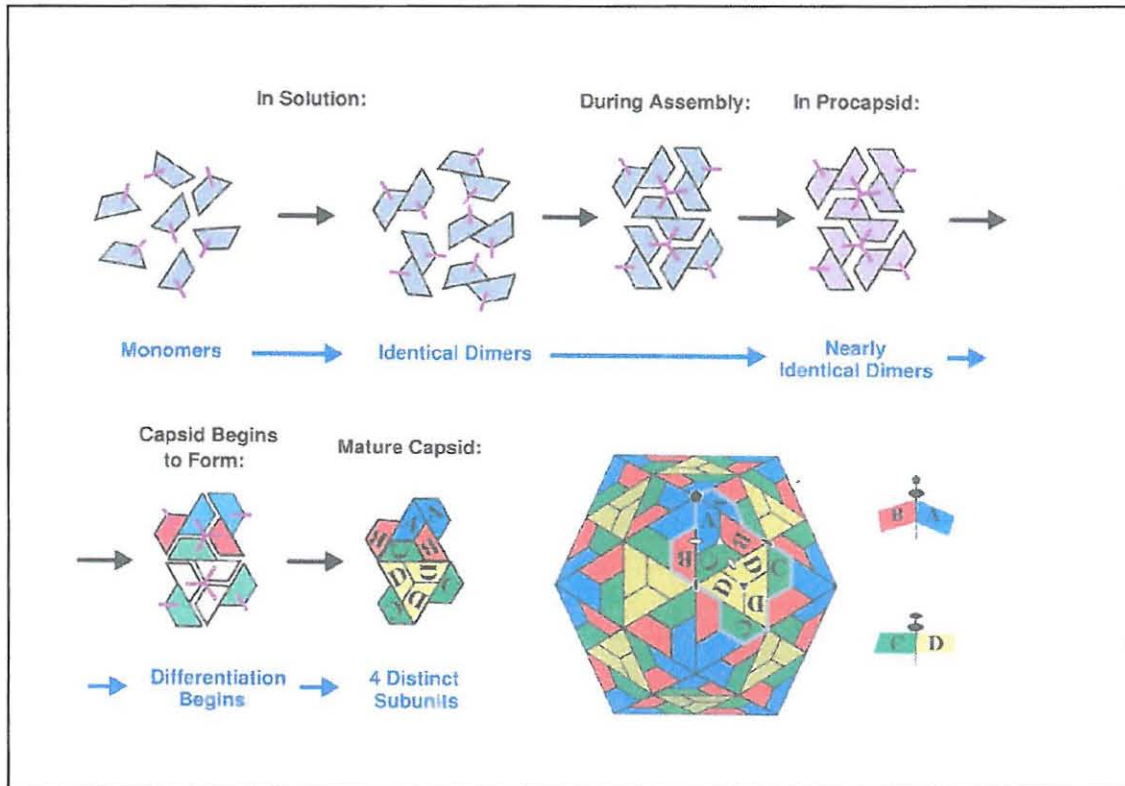 In Solution:
During Assembly:
In Procapsid:
Monomers
Identical Dimers
Nearly
Identical Dimers
Capsid Begins
to Form:
Mature Capsid:
A
A
B
C
B
D
D
D
C
C
A
B
B
C
D
C
D
D
C
B A
C D
Differentiation
Begins
4 Distinct
Subunits